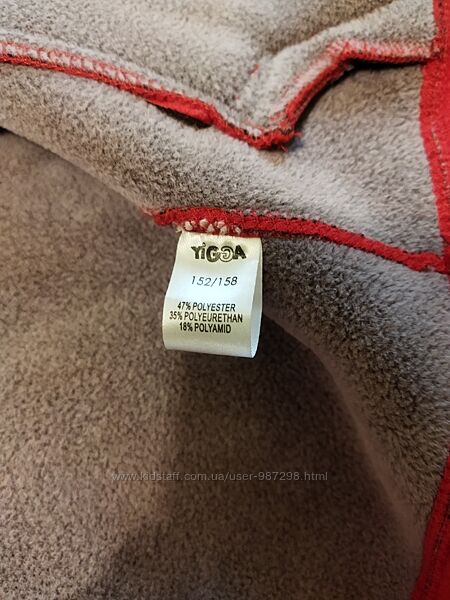 YiGGA
152/158
47% POLYESTER
35% POLYEURETHAN
18% POLYAMID
www.kidstaff.com.ua/user-987298.html